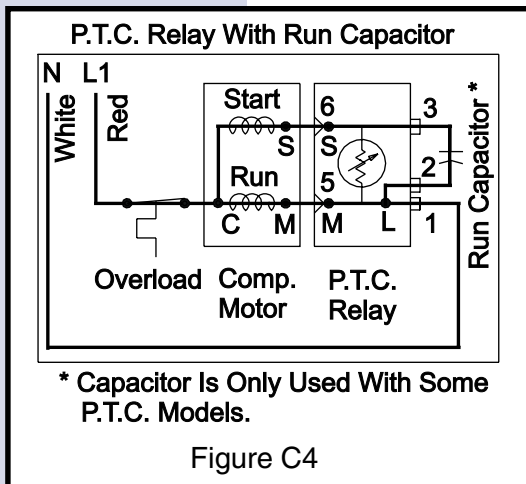 P.T.C. Relay With Run Capacitor
N L1
White
Red
Start
Run
S
C M
6
S
5
M
L
3
2
1
Run Capacitor *
Overload
Comp.
Motor
P.T.C.
Relay
* Capacitor Is Only Used With Some
P.T.C. Models.
Figure C4